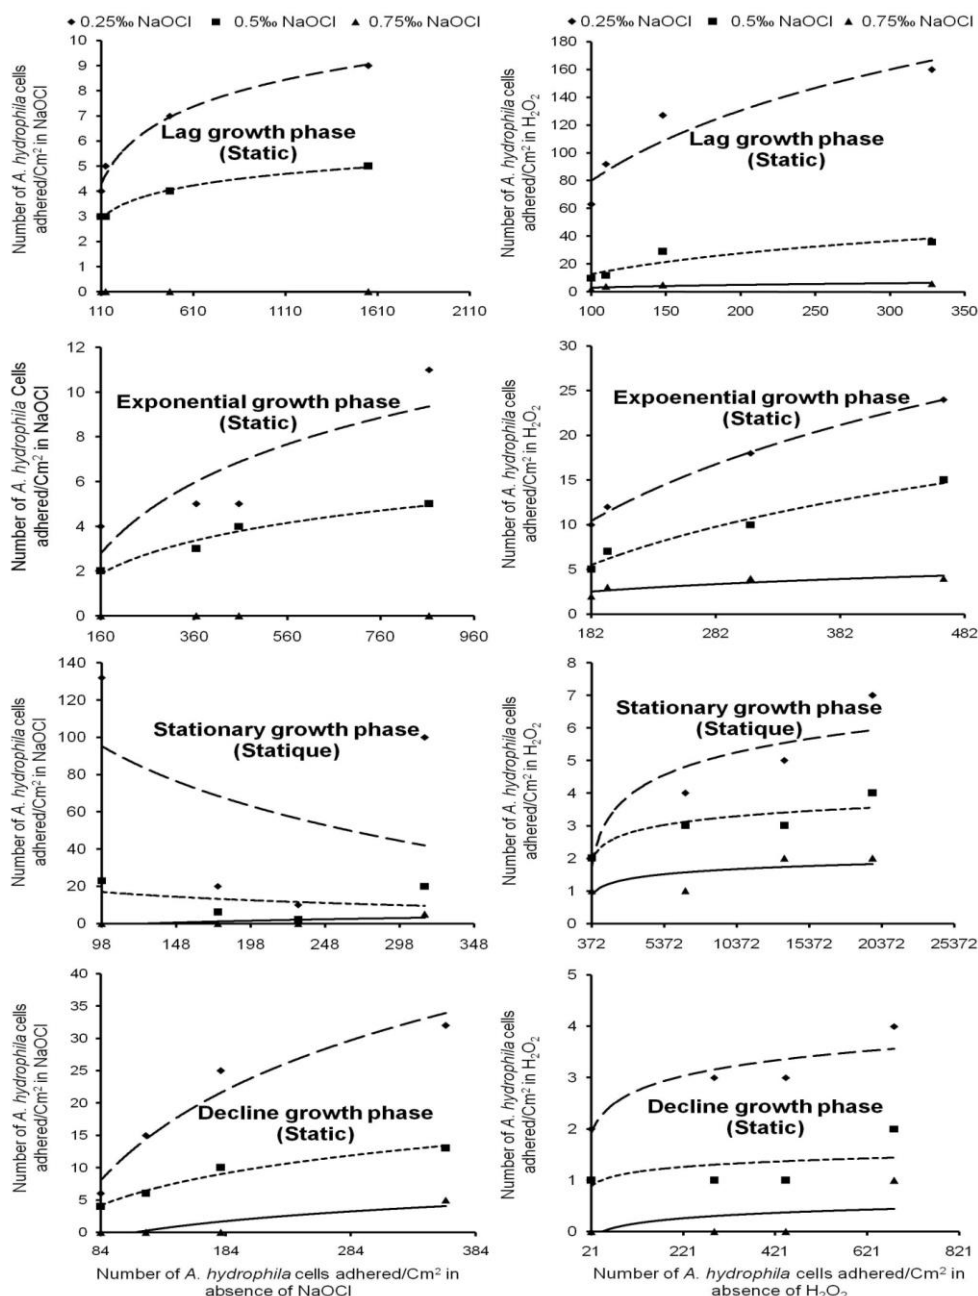 0.25‰ NaOCl 0.5‰ NaOCl 0.75‰ NaOCl
Number of A. hydrophila cells
adhered/Cm² in NaOCl
10
9
8
7
6
5
4
3
2
1
0
Lag growth phase
(Static)
110 610 1110 1610 2110
0.25‰ NaOCl 0.5‰ NaOCl 0.75‰ NaOCl
Number of A. hydrophila cells
adhered/Cm² in H₂O₂
180
160
140
120
100
80
60
40
20
0
Lag growth phase
(Static)
100 150 200 250 300 350
Number of A. hydrophila Cells
adhered/Cm² in NaOCl
12
10
8
6
4
2
0
Exponential growth phase
(Static)
160 360 560 760 960
Number of A. hydrophila cells
adhered/Cm² in H₂O₂
30
25
20
15
10
5
0
Expoenential growth phase
(Static)
182 282 382 482
Number of A. hydrophila cells
adhered/Cm² in NaOCl
140
120
100
80
60
40
20
0
Stationary growth phase
(Statique)
98 148 198 248 298 348
Number of A. hydrophila cells
adhered/Cm² in H₂O₂
8
7
6
5
4
3
2
1
0
Stationary growth phase
(Statique)
372 5372 10372 15372 20372 25372
Number of A. hydrophila cells
adhered/Cm² in NaOCl
40
35
30
25
20
15
10
5
0
Decline growth phase
(Static)
84 184 284 384
Number of A. hydrophila cells adhered/Cm² in
absence of NaOCl
Number of A. hydrophila cells
adhered/Cm² in H₂O₂
5
4
3
2
1
0
Decline growth phase
(Static)
21 221 421 621 821
Number of A. hydrophila cells adhered/Cm² in
absence of H₂O₂